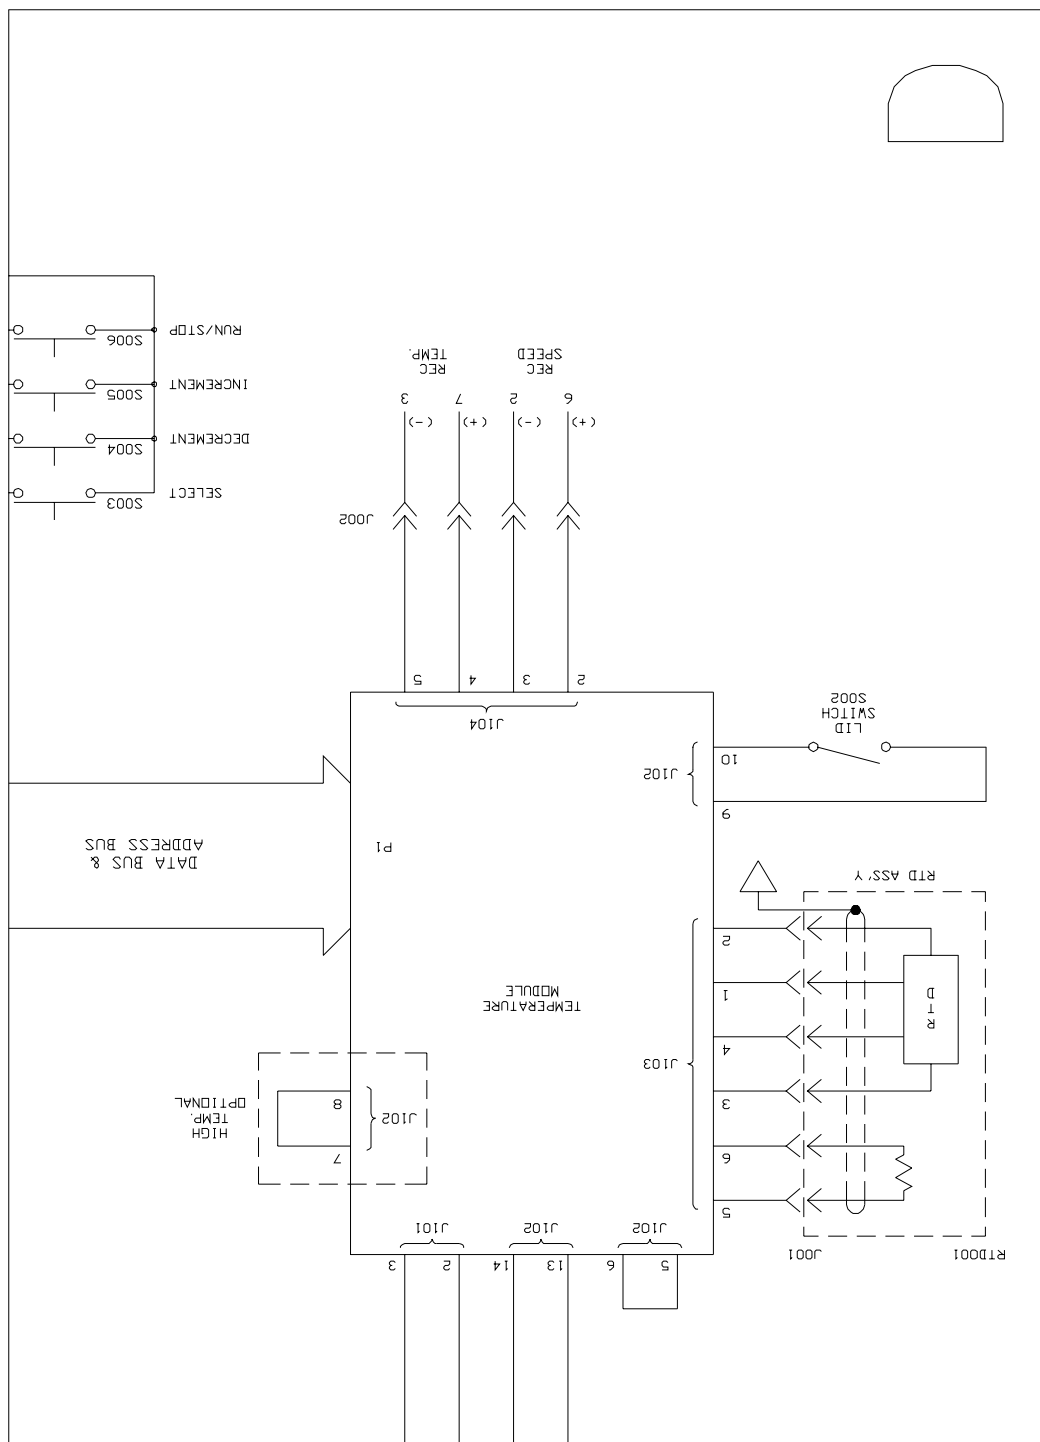 RTD001
J001
5
6
13
14
2
3
J102
J102
J101
5
6
3
4
1
2
J103
RTD
RTD ASS'Y
7
8
J102
HIGH
TEMP.
OPTIONAL
TEMPERATURE
MODULE
P1
DATA BUS &
ADDRESS BUS
9
10
J102
LID
SWITCH
S002
J104
2
3
4
5
J002
(+)
(-)
(+)
(-)
6
2
7
3
REC
SPEED
REC
TEMP.
SELECT
S003
DECREMENT
S004
INCREMENT
S005
RUN/STOP
S006